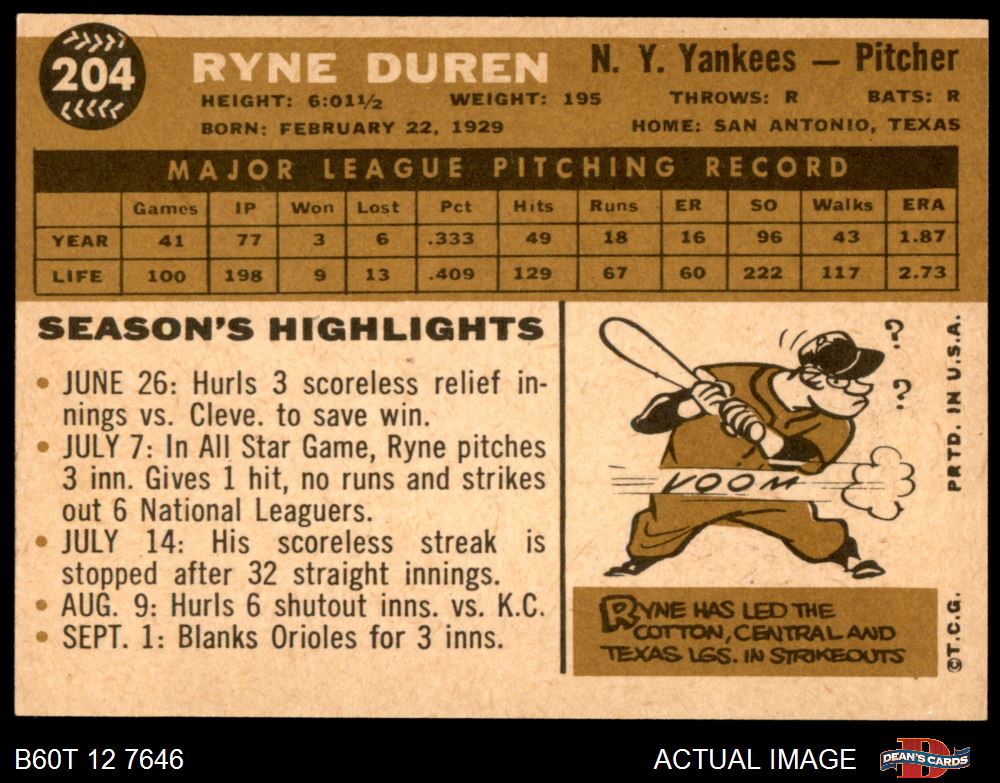 204
RYNE DUREN
N. Y. Yankees — Pitcher
HEIGHT: 6:01½ WEIGHT: 195 THROWS: R BATS: R
BORN: FEBRUARY 22, 1929 HOME: SAN ANTONIO, TEXAS
MAJOR LEAGUE PITCHING RECORD
Games IP Won Lost Pct Hits Runs ER SO Walks ERA
YEAR 41 77 3 6 .333 49 18 16 96 43 1.87
LIFE 100 198 9 13 .409 129 67 60 222 117 2.73
SEASON'S HIGHLIGHTS
• JUNE 26: Hurls 3 scoreless relief in-
nings vs. Cleve. to save win.
• JULY 7: In All Star Game, Ryne pitches
3 inn. Gives 1 hit, no runs and strikes
out 6 National Leaguers.
• JULY 14: His scoreless streak is
stopped after 32 straight innings.
• AUG. 9: Hurls 6 shutout inns. vs. K.C.
• SEPT. 1: Blanks Orioles for 3 inns.
?
?
VOOM
RYNE HAS LED THE
COTTON, CENTRAL AND
TEXAS LGS. IN STRIKEOUTS
PRTD. IN U.S.A.
©T.C.G.
B60T 12 7646
ACTUAL IMAGE
DEAN'S CARDS